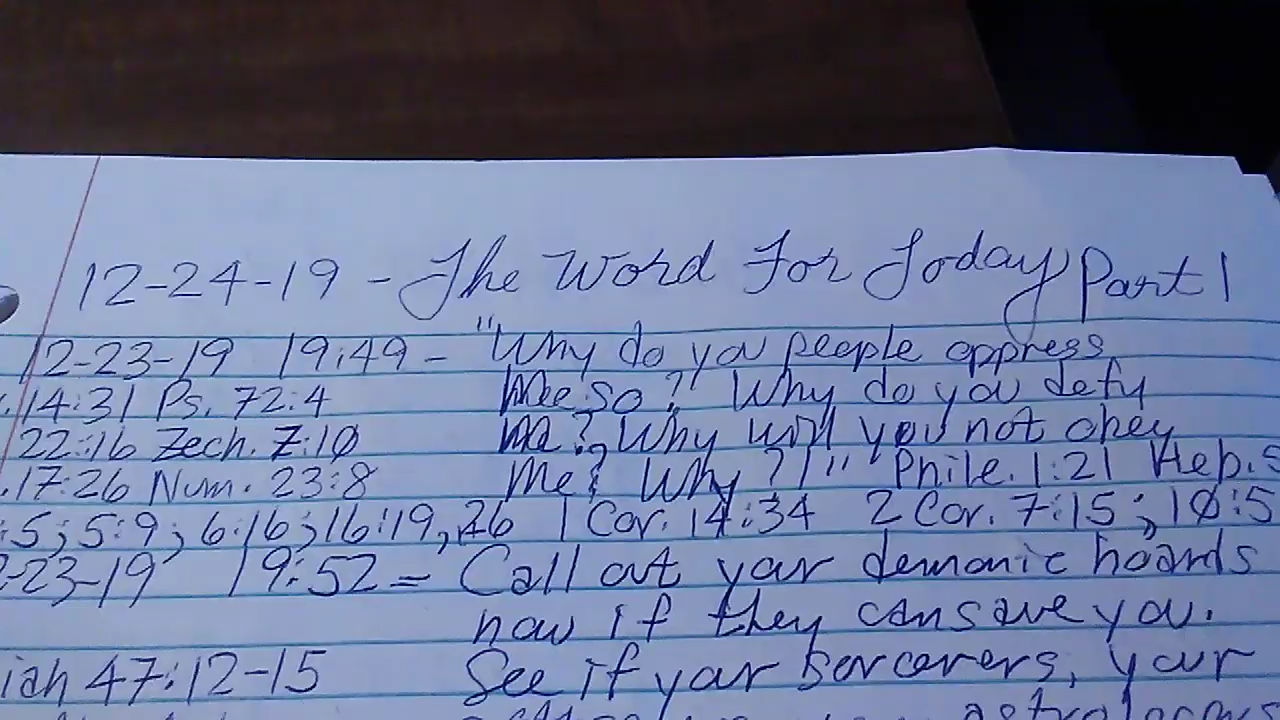 12-24-19 - The Word For Today Part 1
12-23-19 19:49 - "Why do you people oppress
14:31 Ps. 72:4 Me so? Why do you defy
22:16 Zech. 7:10 Me? Why will you not obey
17:26 Num. 23:8 Me? Why?!" Phile. 1:21 Heb. 5
:5; 5:9; 6:16; 16:19, 26 1 Cor. 14:34 2 Cor. 7:15; 10:5
-23-19 19:52 = Call out your demonic hoards
now if they can save you.
iah 47:12-15 See if your sorcerers, your
astrologers